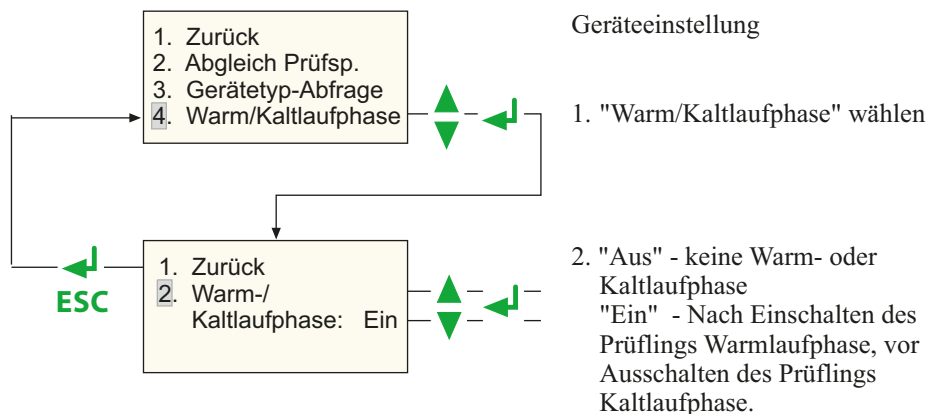 1. Zurück
2. Abgleich Prüfsp.
3. Gerätetyp-Abfrage
4. Warm/Kaltlaufphase
Geräteeinstellung
1. "Warm/Kaltlaufphase" wählen
ESC
1. Zurück
2. Warm-/
Kaltlaufphase: Ein
2. "Aus" - keine Warm- oder
Kaltlaufphase
"Ein" - Nach Einschalten des
Prüflings Warmlaufphase, vor
Ausschalten des Prüflings
Kaltlaufphase.